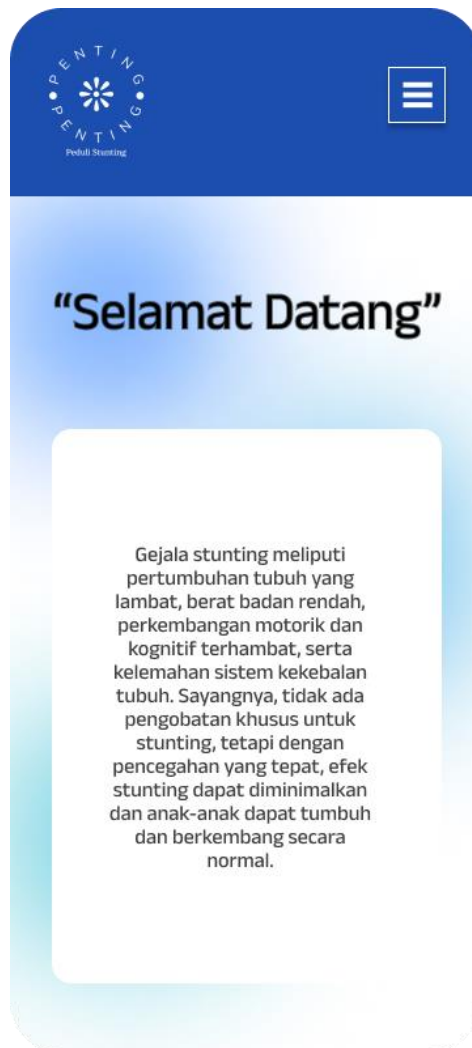 PENTING
PENTING
Peduli Stunting
“Selamat Datang”
Gejala stunting meliputi
pertumbuhan tubuh yang
lambat, berat badan rendah,
perkembangan motorik dan
kognitif terhambat, serta
kelemahan sistem kekebalan
tubuh. Sayangnya, tidak ada
pengobatan khusus untuk
stunting, tetapi dengan
pencegahan yang tepat, efek
stunting dapat diminimalkan
dan anak-anak dapat tumbuh
dan berkembang secara
normal.